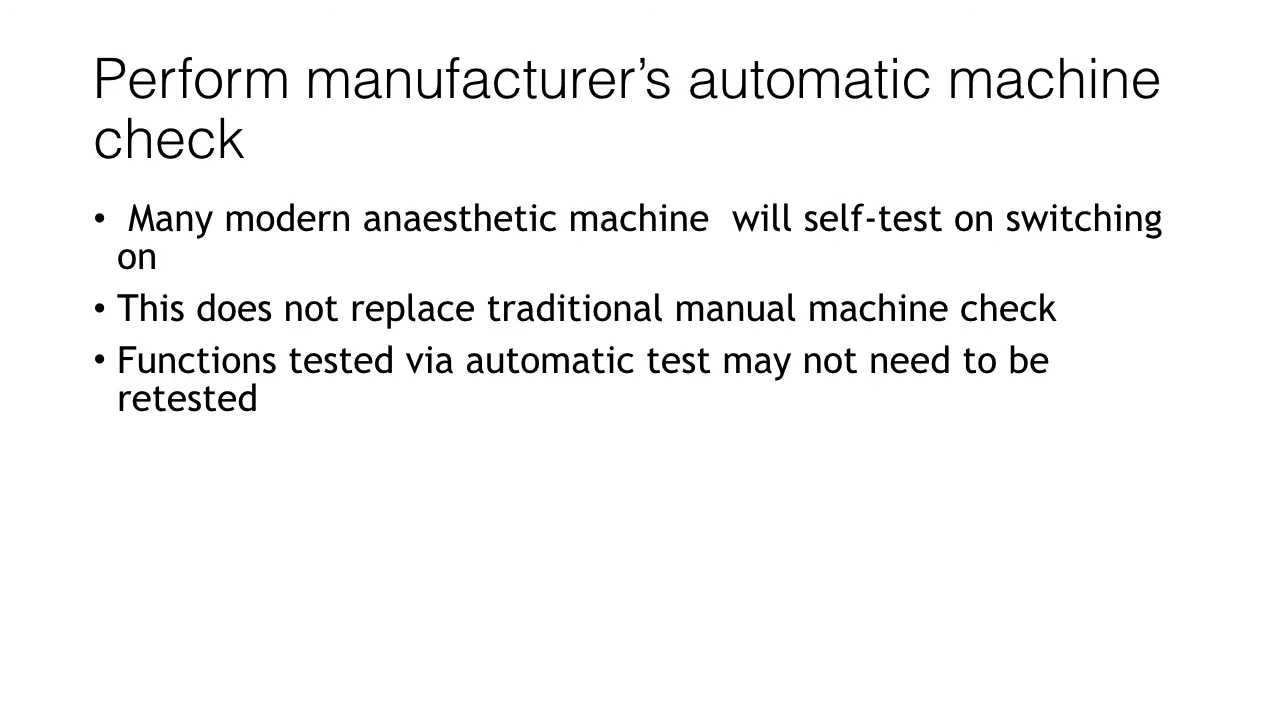 Perform manufacturer’s automatic machine
check
•  Many modern anaesthetic machine  will self-test on switching
on
• This does not replace traditional manual machine check
• Functions tested via automatic test may not need to be
retested